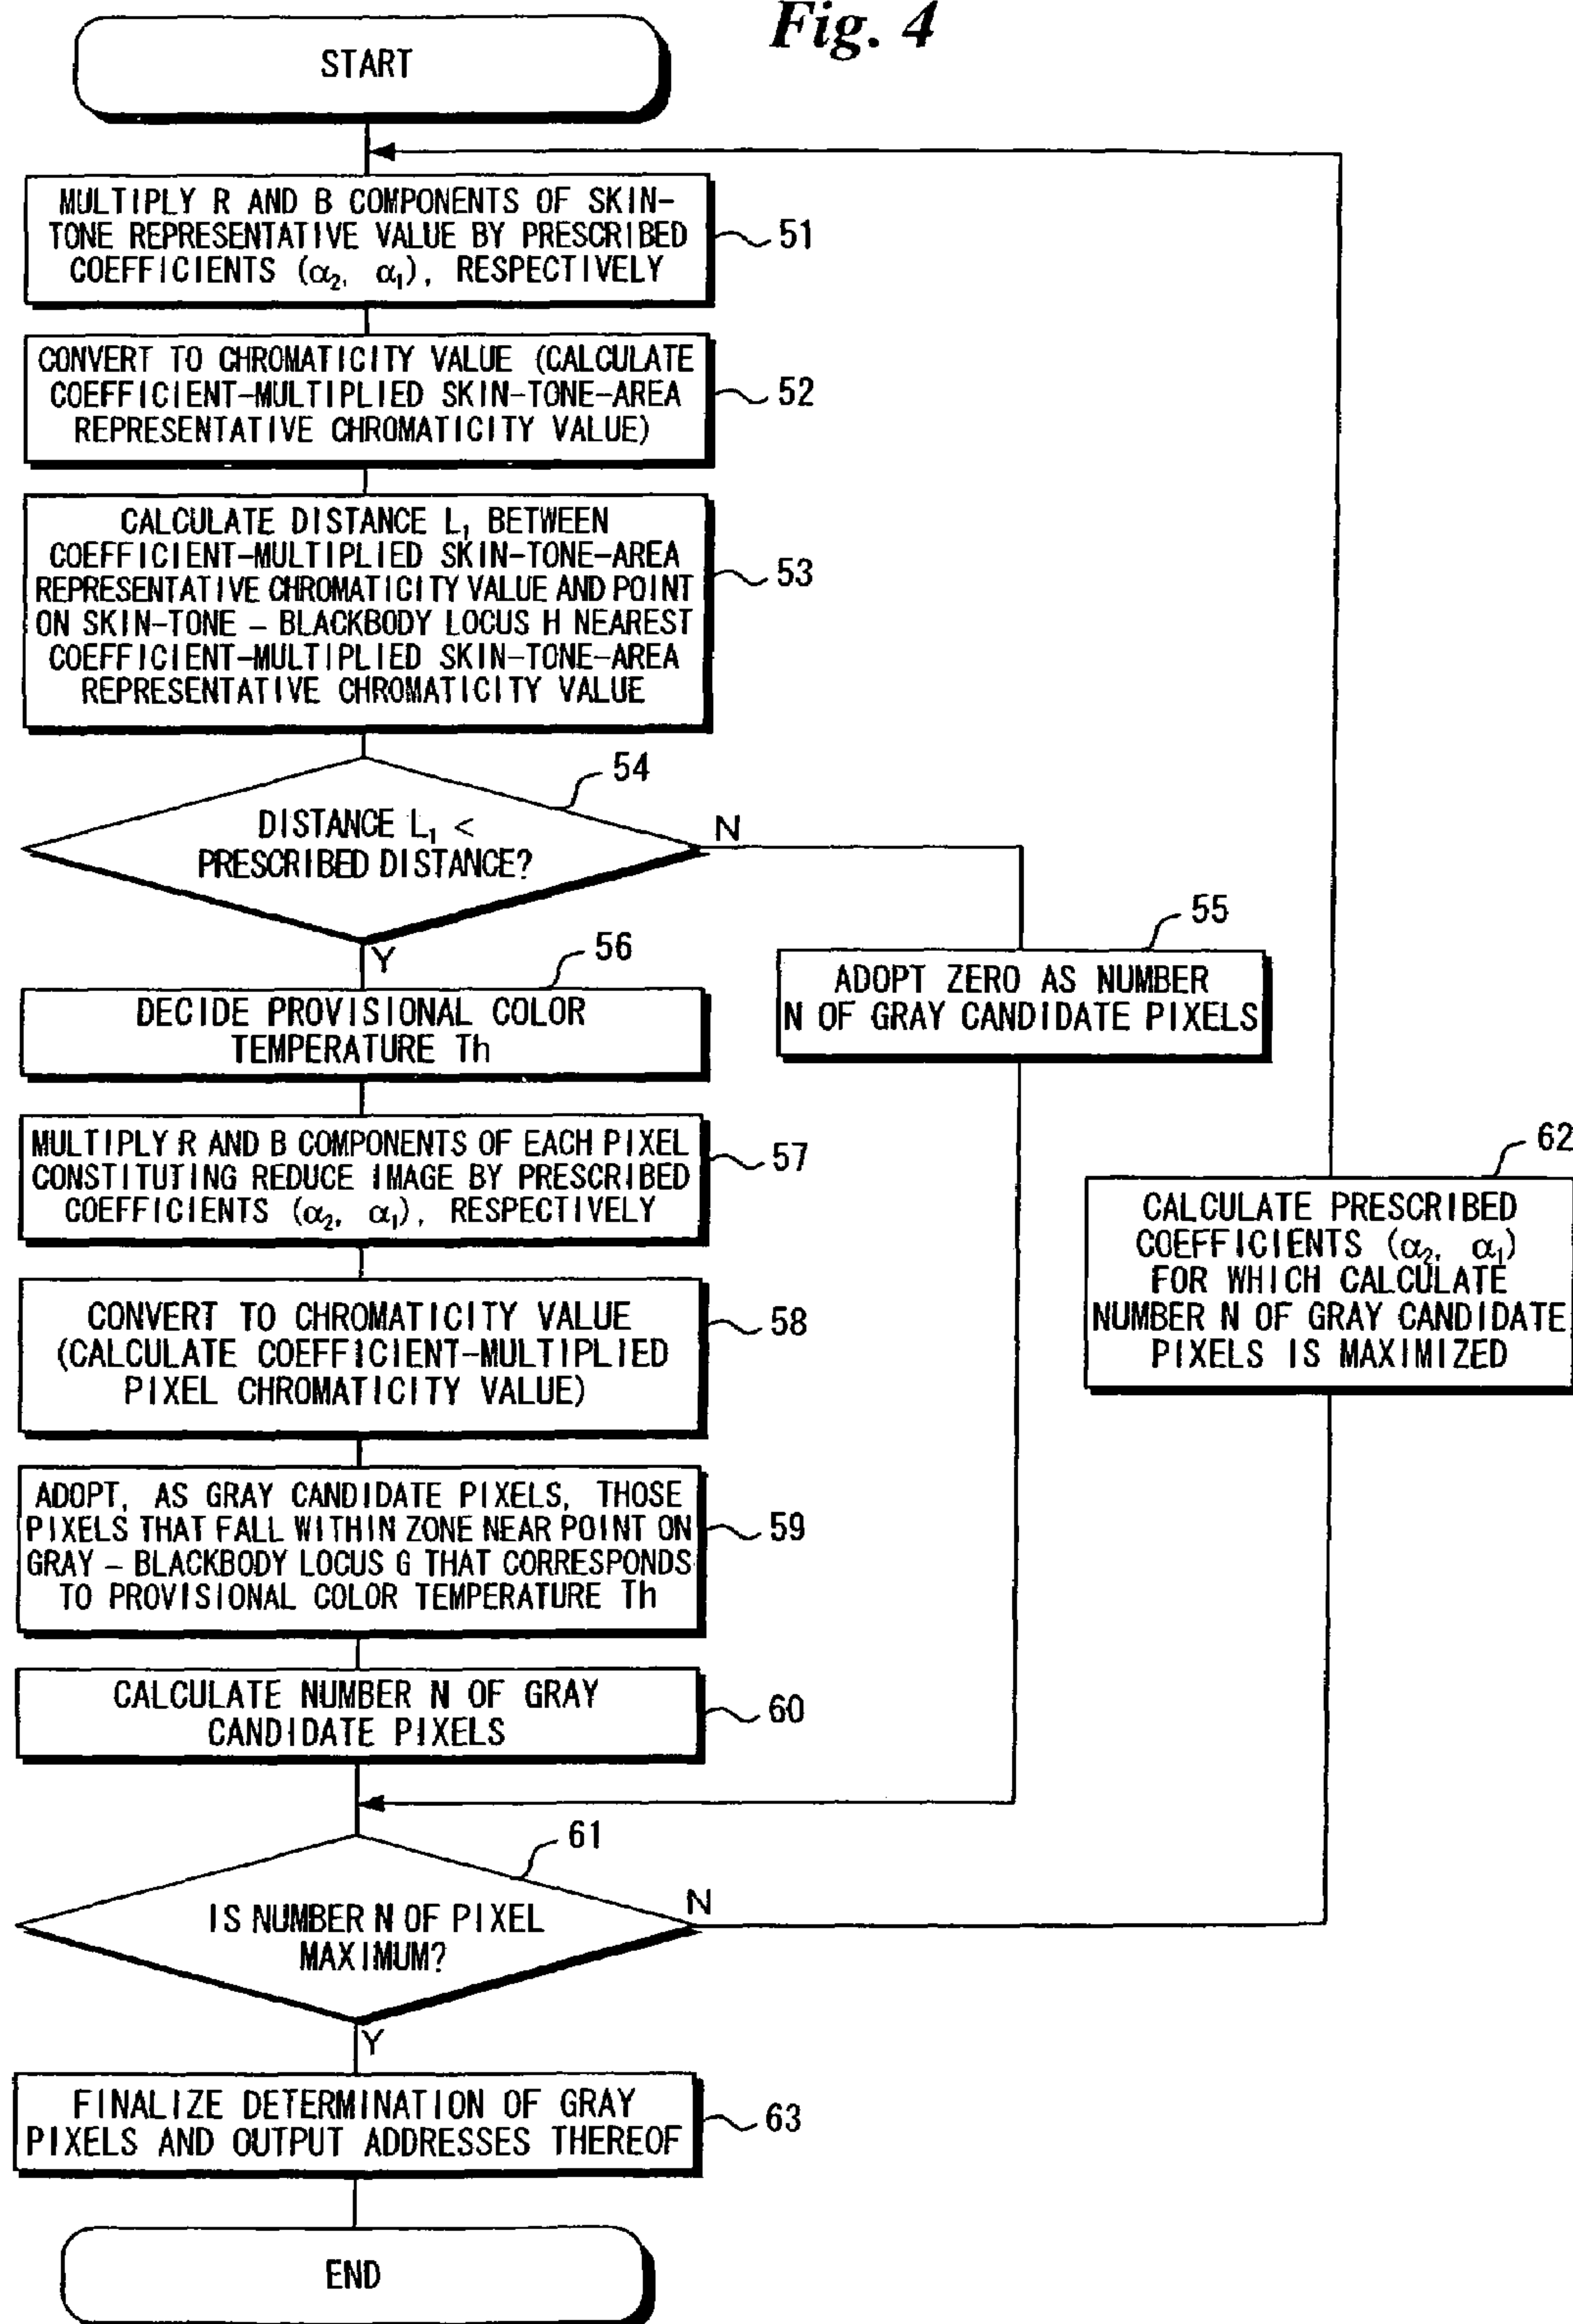 Fig. 4
START
MULTIPLY R AND B COMPONENTS OF SKIN-
TONE REPRESENTATIVE VALUE BY PRESCRIBED
COEFFICIENTS (α₂, α₁), RESPECTIVELY
51
CONVERT TO CHROMATICITY VALUE (CALCULATE
COEFFICIENT-MULTIPLIED SKIN-TONE-AREA
REPRESENTATIVE CHROMATICITY VALUE)
52
CALCULATE DISTANCE L₁ BETWEEN
COEFFICIENT-MULTIPLIED SKIN-TONE-AREA
REPRESENTATIVE CHROMATICITY VALUE AND POINT
ON SKIN-TONE – BLACKBODY LOCUS H NEAREST
COEFFICIENT-MULTIPLIED SKIN-TONE-AREA
REPRESENTATIVE CHROMATICITY VALUE
53
54
DISTANCE L₁ <
PRESCRIBED DISTANCE?
N
Y
55
ADOPT ZERO AS NUMBER
N OF GRAY CANDIDATE PIXELS
56
DECIDE PROVISIONAL COLOR
TEMPERATURE Th
MULTIPLY R AND B COMPONENTS OF EACH PIXEL
CONSTITUTING REDUCE IMAGE BY PRESCRIBED
COEFFICIENTS (α₂, α₁), RESPECTIVELY
57
62
CALCULATE PRESCRIBED
COEFFICIENTS (α₂, α₁)
FOR WHICH CALCULATE
NUMBER N OF GRAY CANDIDATE
PIXELS IS MAXIMIZED
CONVERT TO CHROMATICITY VALUE
(CALCULATE COEFFICIENT-MULTIPLIED
PIXEL CHROMATICITY VALUE)
58
ADOPT, AS GRAY CANDIDATE PIXELS, THOSE
PIXELS THAT FALL WITHIN ZONE NEAR POINT ON
GRAY – BLACKBODY LOCUS G THAT CORRESPONDS
TO PROVISIONAL COLOR TEMPERATURE Th
59
CALCULATE NUMBER N OF GRAY
CANDIDATE PIXELS
60
61
IS NUMBER N OF PIXEL
MAXIMUM?
N
Y
FINALIZE DETERMINATION OF GRAY
PIXELS AND OUTPUT ADDRESSES THEREOF
63
END